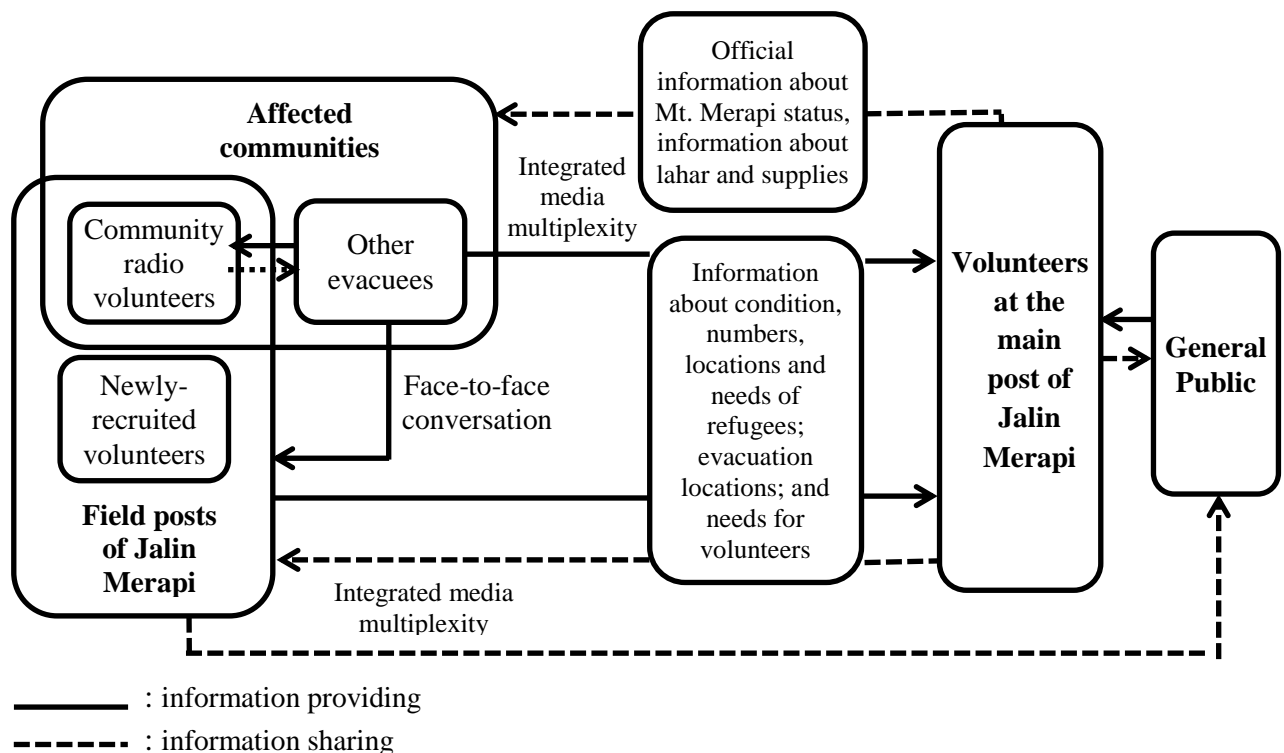 Official
information about
Mt. Merapi status,
information about
lahar and supplies
Affected
communities
Integrated
media
multiplexity
Community
radio
volunteers
Other
evacuees
Information
about condition,
numbers,
locations and
needs of
refugees;
evacuation
locations; and
needs for
volunteers
Volunteers
at the
main
post of
Jalin
Merapi
General
Public
Newly-
recruited
volunteers
Face-to-face
conversation
Field posts
of Jalin
Merapi
Integrated media
multiplexity
: information providing
: information sharing